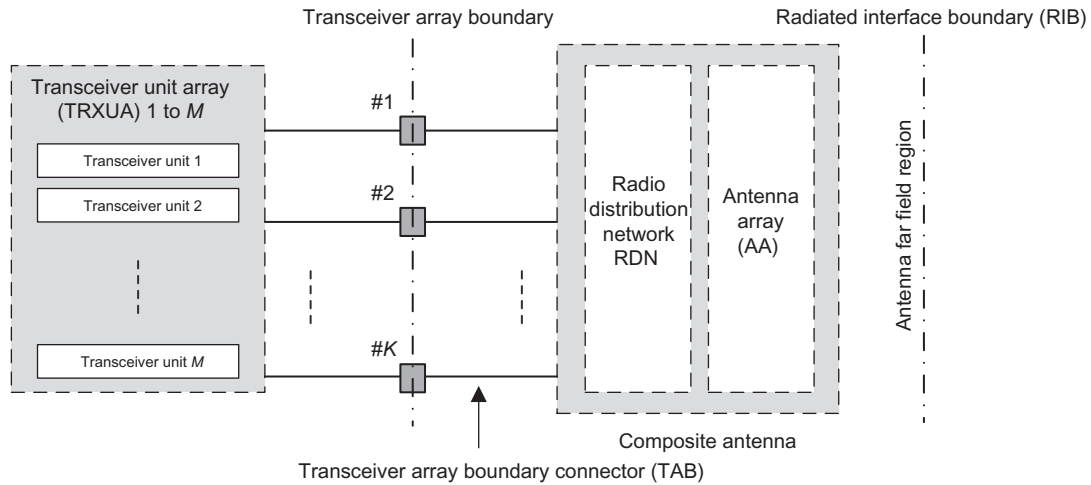 Transceiver array boundary
Radiated interface boundary (RIB)
Transceiver unit array
(TRXUA) 1 to M
Transceiver unit 1
Transceiver unit 2
Transceiver unit M
#1
#2
#K
Radio
distribution
network
RDN
Antenna
array
(AA)
Antenna far field region
Composite antenna
Transceiver array boundary connector (TAB)